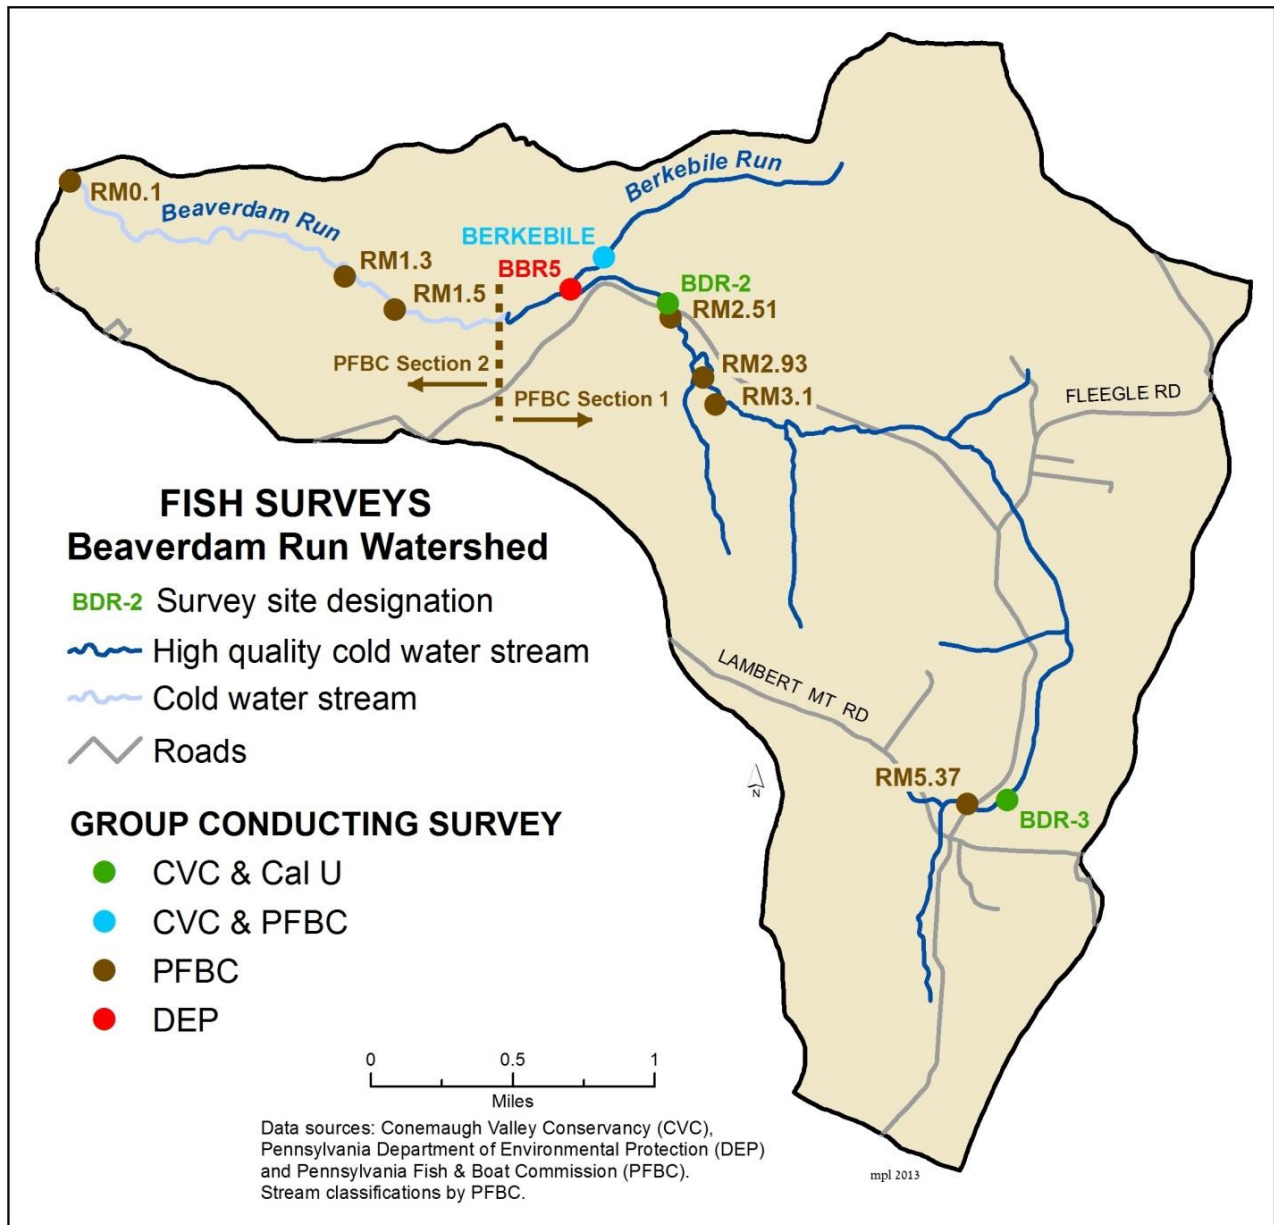 Berkebile Run
RM0.1
Beaverdam Run
BERKEBILE
RM1.3
BBR5
BDR-2
RM1.5
RM2.51
PFBC Section 2
RM2.93
PFBC Section 1
RM3.1
FLEEGLE RD
FISH SURVEYS
Beaverdam Run Watershed
BDR-2 Survey site designation
High quality cold water stream
Cold water stream
Roads
LAMBERT MT RD
RM5.37
N
BDR-3
GROUP CONDUCTING SURVEY
CVC & Cal U
CVC & PFBC
PFBC
DEP
0 0.5 1
Miles
Data sources: Conemaugh Valley Conservancy (CVC),
Pennsylvania Department of Environmental Protection (DEP)
and Pennsylvania Fish & Boat Commission (PFBC).
Stream classifications by PFBC.
mpl 2013